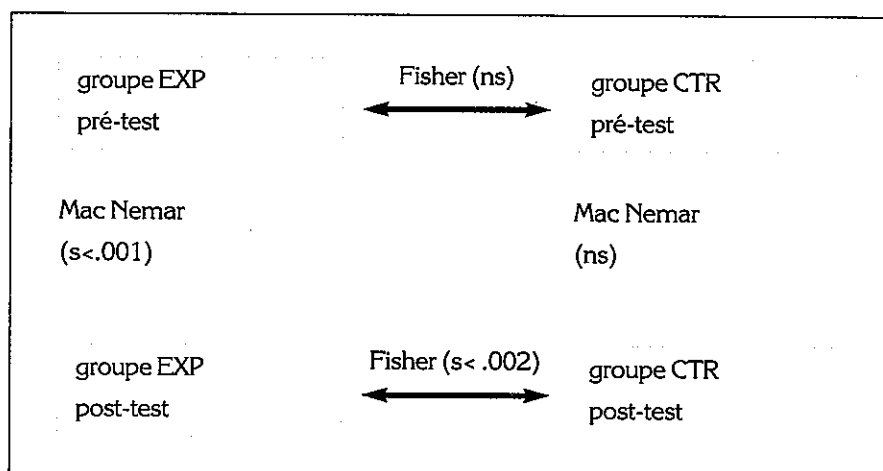 groupe EXP
pré-test
Fisher (ns)
groupe CTR
pré-test
Mac Nemar
(s<.001)
Mac Nemar
(ns)
groupe EXP
post-test
Fisher (s< .002)
groupe CTR
post-test